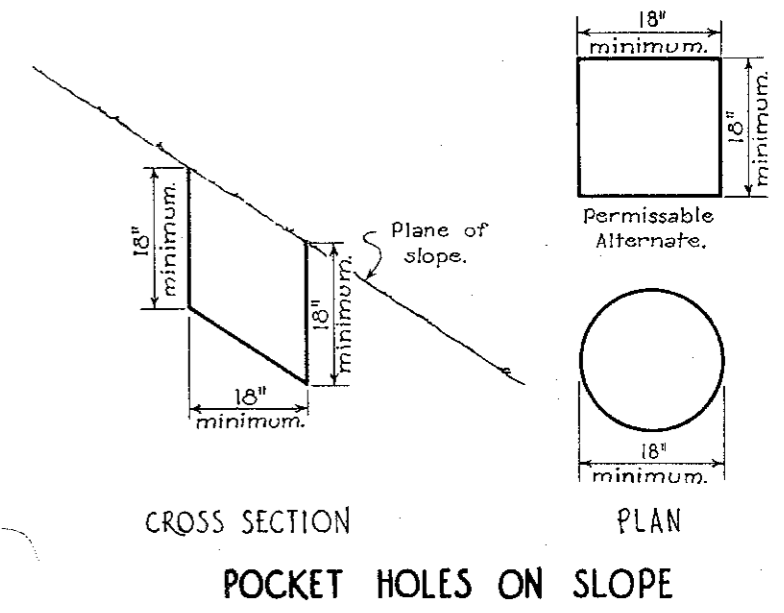 18"
minimum.
18"
minimum.
Permissable
Alternate.
Plane of
slope.
18"
minimum.
18"
minimum.
18"
minimum.
18"
minimum.
CROSS SECTION
PLAN
POCKET HOLES ON SLOPE